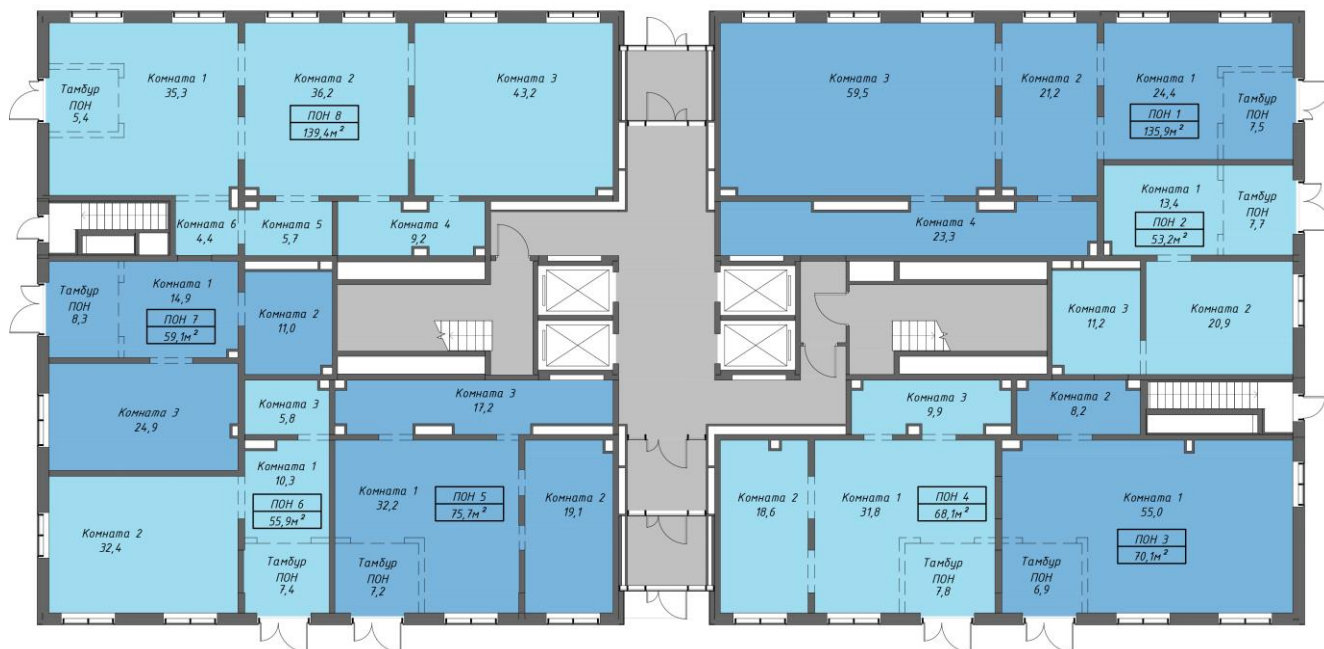 Комната 1
35,3
Тамбур
ПОН
5,4
Комната 2
36,2
ПОН 8
139,4м²
Комната 3
43,2
Комната 6
4,4
Комната 5
5,7
Комната 4
9,2
Комната 3
59,5
Комната 2
21,2
Комната 1
24,4
ПОН 1
135,9м²
Тамбур
ПОН
7,5
Комната 4
23,3
Комната 1
13,4
ПОН 2
53,2м²
Тамбур
ПОН
7,7
Комната 3
11,2
Комната 2
20,9
Тамбур
ПОН
8,3
Комната 1
14,9
ПОН 7
59,1м²
Комната 2
11,0
Комната 3
24,9
Комната 3
5,8
Комната 3
17,2
Комната 1
10,3
ПОН 6
55,9м²
Комната 2
32,4
Тамбур
ПОН
7,4
Комната 1
32,2
ПОН 5
75,7м²
Тамбур
ПОН
7,2
Комната 2
19,1
Комната 3
9,9
Комната 2
8,2
Комната 2
18,6
Комната 1
31,8
ПОН 4
68,1м²
Тамбур
ПОН
7,8
Комната 1
55,0
ПОН 3
70,1м²
Тамбур
ПОН
6,9